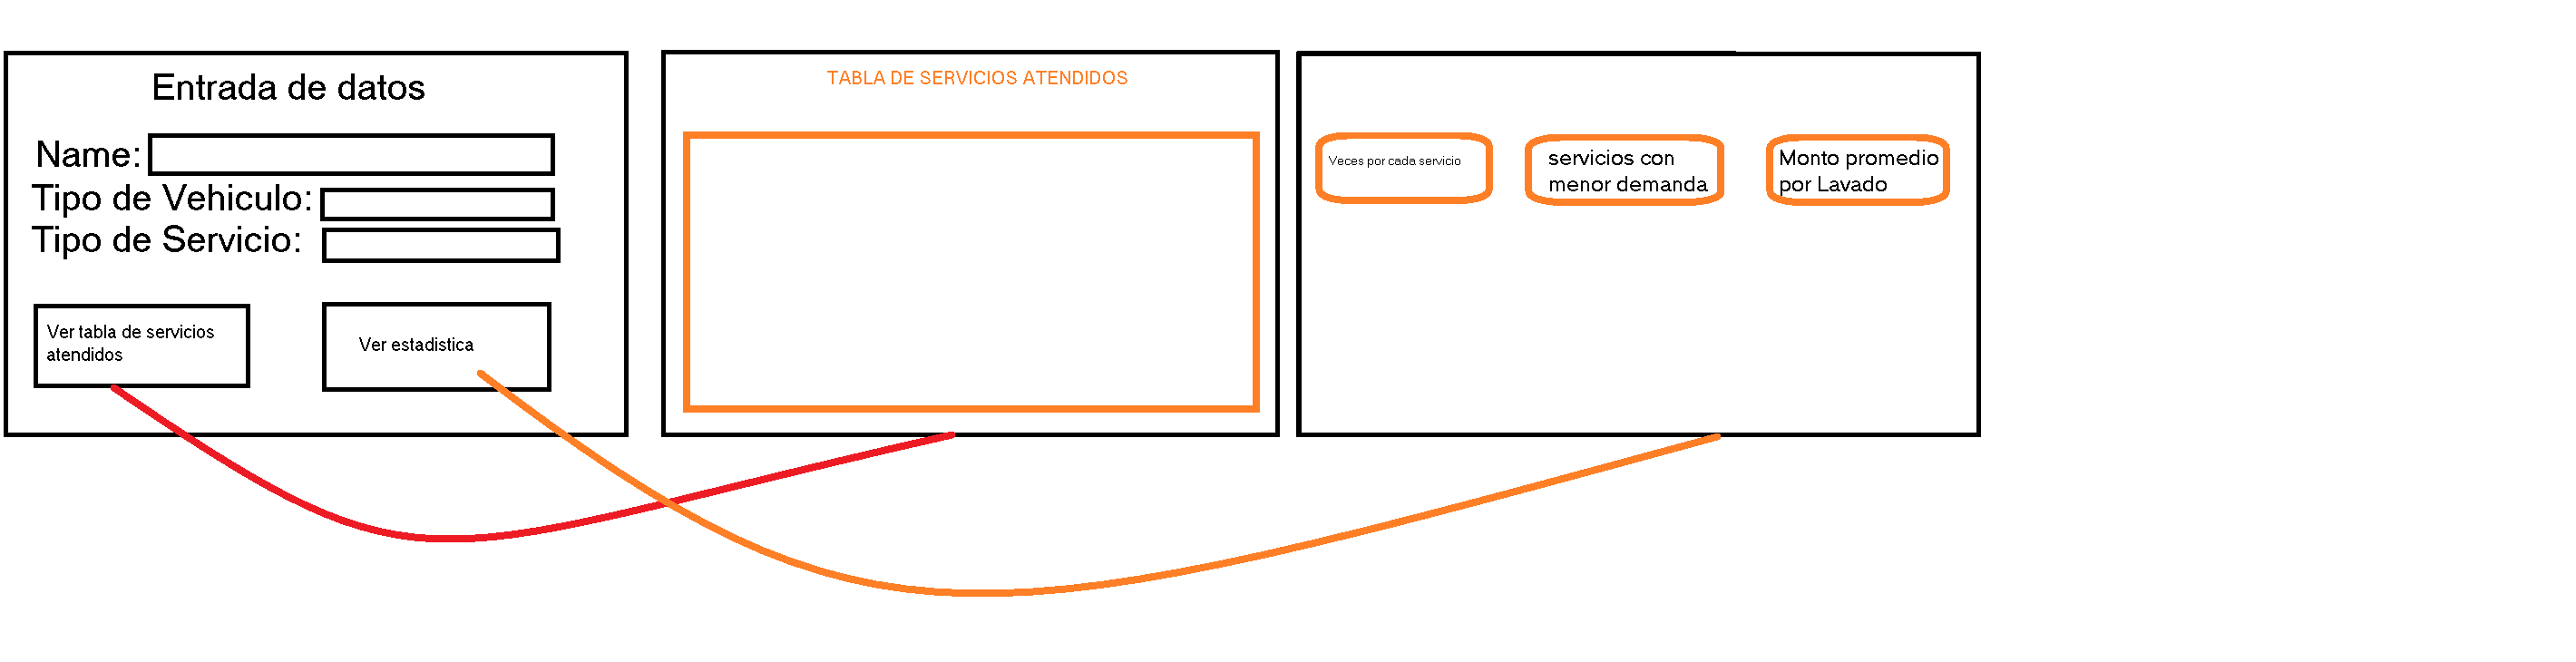 Entrada de datos
Name:
Tipo de Vehiculo:
Tipo de Servicio:
Ver tabla de servicios
atendidos
Ver estadistica
TABLA DE SERVICIOS ATENDIDOS
Veces por cada servicio
servicios con
menor demanda
Monto promedio
por Lavado